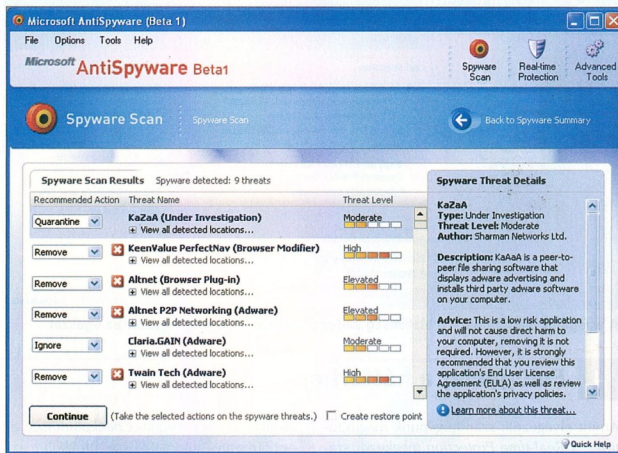 Microsoft AntiSpyware (Beta 1)
File Options Tools Help
Microsoft AntiSpyware Beta1
Spyware Scan
Real-time Protection
Advanced Tools
Spyware Scan
Spyware Scan
Back to Spyware Summary
Spyware Scan Results Spyware detected: 9 threats
Recommended Action Threat Name Threat Level
Quarantine KaZaA (Under Investigation) Moderate
View all detected locations...
Remove KeenValue PerfectNav (Browser Modifier) High
View all detected locations...
Remove Altnet (Browser Plug-in) Elevated
View all detected locations...
Remove Altnet P2P Networking (Adware) Elevated
View all detected locations...
Ignore Claria.GAIN (Adware) Moderate
View all detected locations...
Remove Twain Tech (Adware) High
View all detected locations...
Continue (Take the selected actions on the spyware threats.) Create restore point
Spyware Threat Details
KaZaA
Type: Under Investigation
Threat Level: Moderate
Author: Sharman Networks Ltd.
Description: KaAaA is a peer-to-
peer file sharing software that
displays adware advertising and
installs third party adware software
on your computer.
Advice: This is a low risk application
and will not cause direct harm to
your computer, removing it is not
required. However, it is strongly
recommended that you review this
application's End User License
Agreement (EULA) as well as review
the application's privacy policies.
Learn more about this threat...
Quick Help